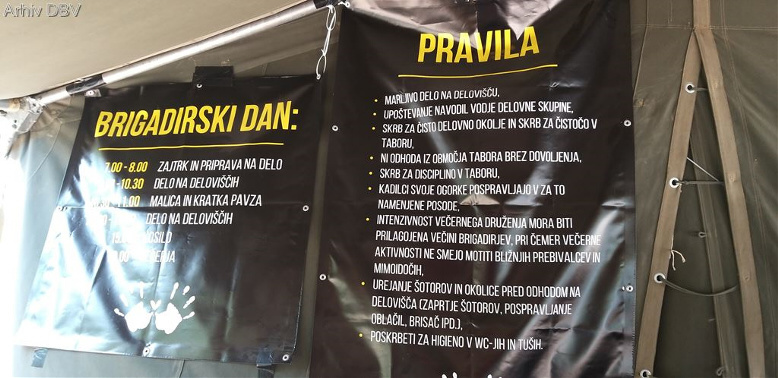 Arhiv DBV
BRIGADIRSKI DAN:
7.00 - 8.00 ZAJTRK IN PRIPRAVA NA DELO
-10.30 DELO NA DELOVIŠČIH
-11.00 MALICA IN KRATKA PAVZA
DELO NA DELOVIŠČIH
PRAVILA
• MARLJIVO DELO NA DELOVIŠČU,
• UPOŠTEVANJE NAVODIL VODJE DELOVNE SKUPINE,
• SKRB ZA ČISTO DELOVNO OKOLJE IN SKRB ZA ČISTOČO V
TABORU,
• NI ODHODA IZ OBMOČJA TABORA BREZ DOVOLJENJA,
• SKRB ZA DISCIPLINO V TABORU,
• KADILCI SVOJE OGORKE POSPRAVLJAJO V ZA TO
NAMENJENE POSODE,
• INTENZIVNOST VEČERNEGA DRUŽENJA MORA BITI
PRILAGOJENA VEČINI BRIGADIRJEV, PRI ČEMER VEČERNE
AKTIVNOSTI NE SMEJO MOTITI BLIŽNJIH PREBIVALCEV IN
MIMOIDOČIH,
• UREJANJE ŠOTOROV IN OKOLICE PRED ODHODOM NA
DELOVIŠČA (ZAPRTJE ŠOTOROV, POSPRAVLJANJE
OBLAČIL, BRISAČ IPD.),
• POSKRBETI ZA HIGIENO V WC-JIH IN TUŠIH.